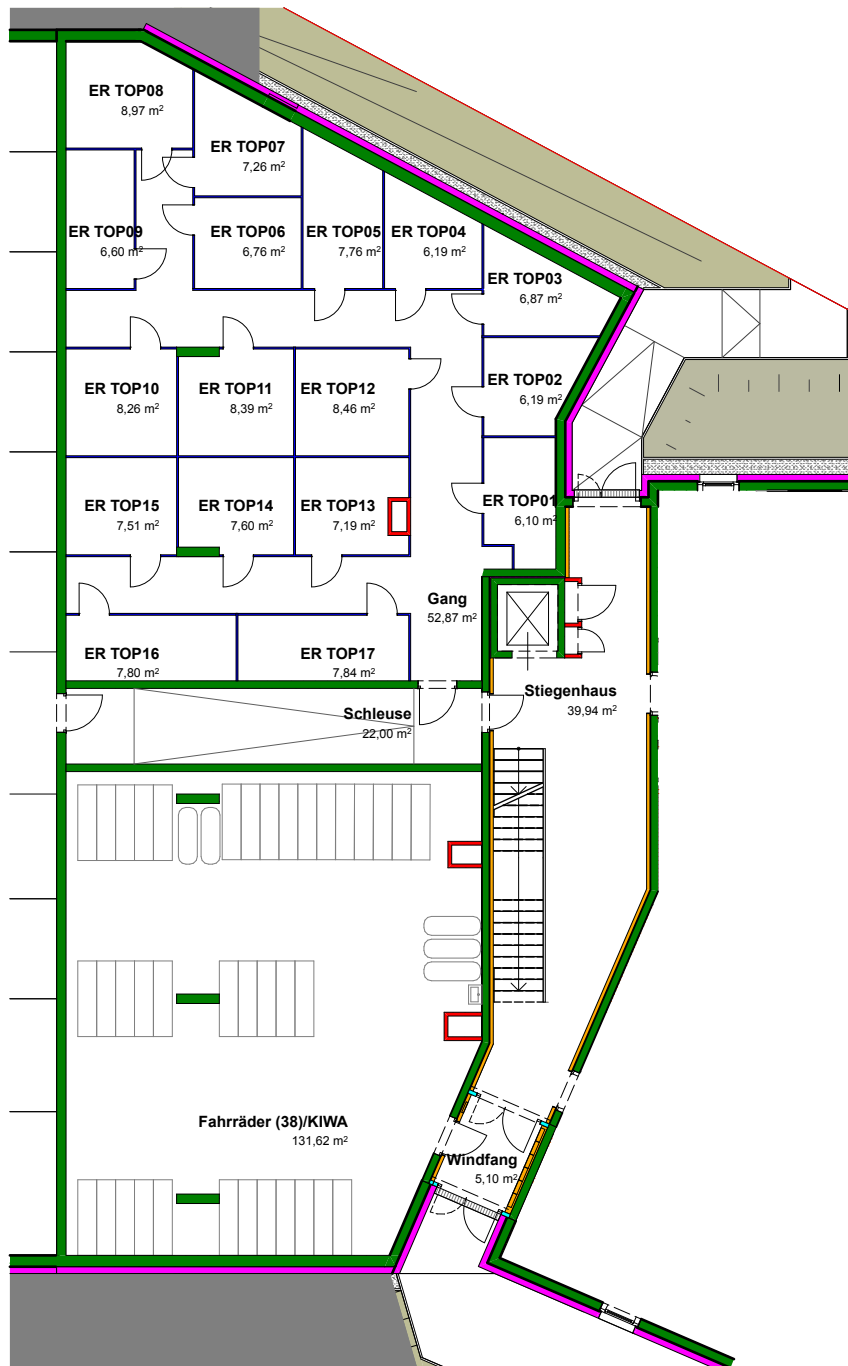 ER TOP08
8,97 m²
ER TOP07
7,26 m²
ER TOP09
6,60 m²
ER TOP06
6,76 m²
ER TOP05
7,76 m²
ER TOP04
6,19 m²
ER TOP03
6,87 m²
ER TOP10
8,26 m²
ER TOP11
8,39 m²
ER TOP12
8,46 m²
ER TOP02
6,19 m²
ER TOP15
7,51 m²
ER TOP14
7,60 m²
ER TOP13
7,19 m²
ER TOP01
6,10 m²
Gang
52,87 m²
ER TOP16
7,80 m²
ER TOP17
7,84 m²
Schleuse
22,00 m²
Stiegenhaus
39,94 m²
Fahrräder (38)/KIWA
131,62 m²
Windfang
5,10 m²